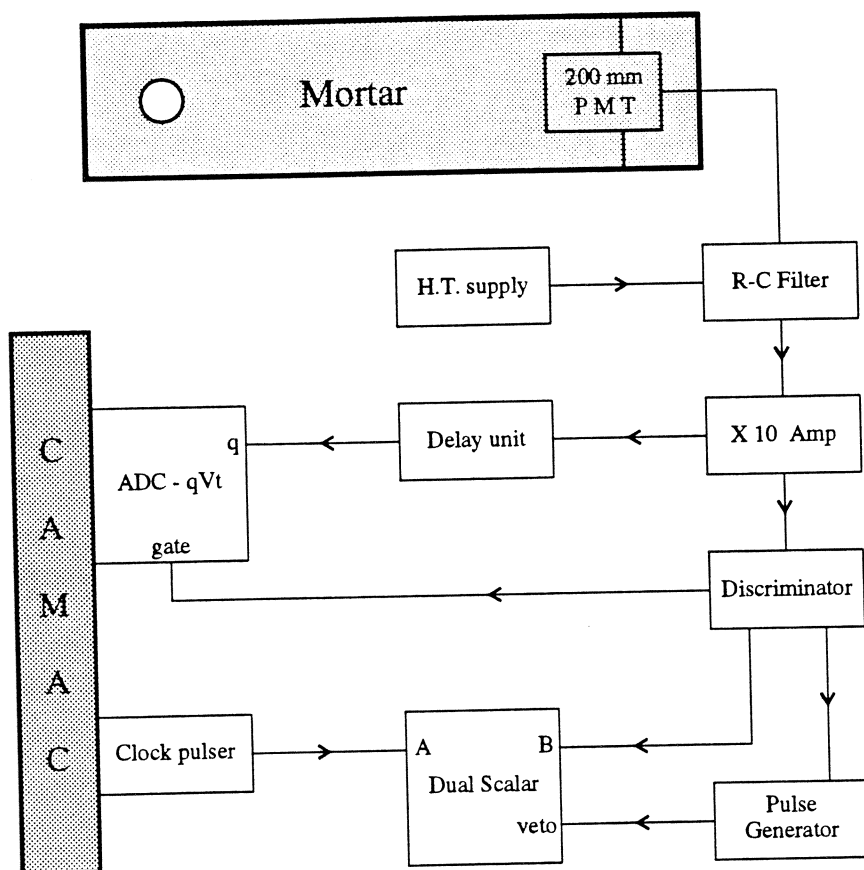 Mortar
200 mm
P M T
H.T. supply
R-C Filter
C
A
M
A
C
q
ADC - qVt
gate
Delay unit
X 10 Amp
Discriminator
Clock pulser
A
B
Dual Scalar
veto
Pulse
Generator